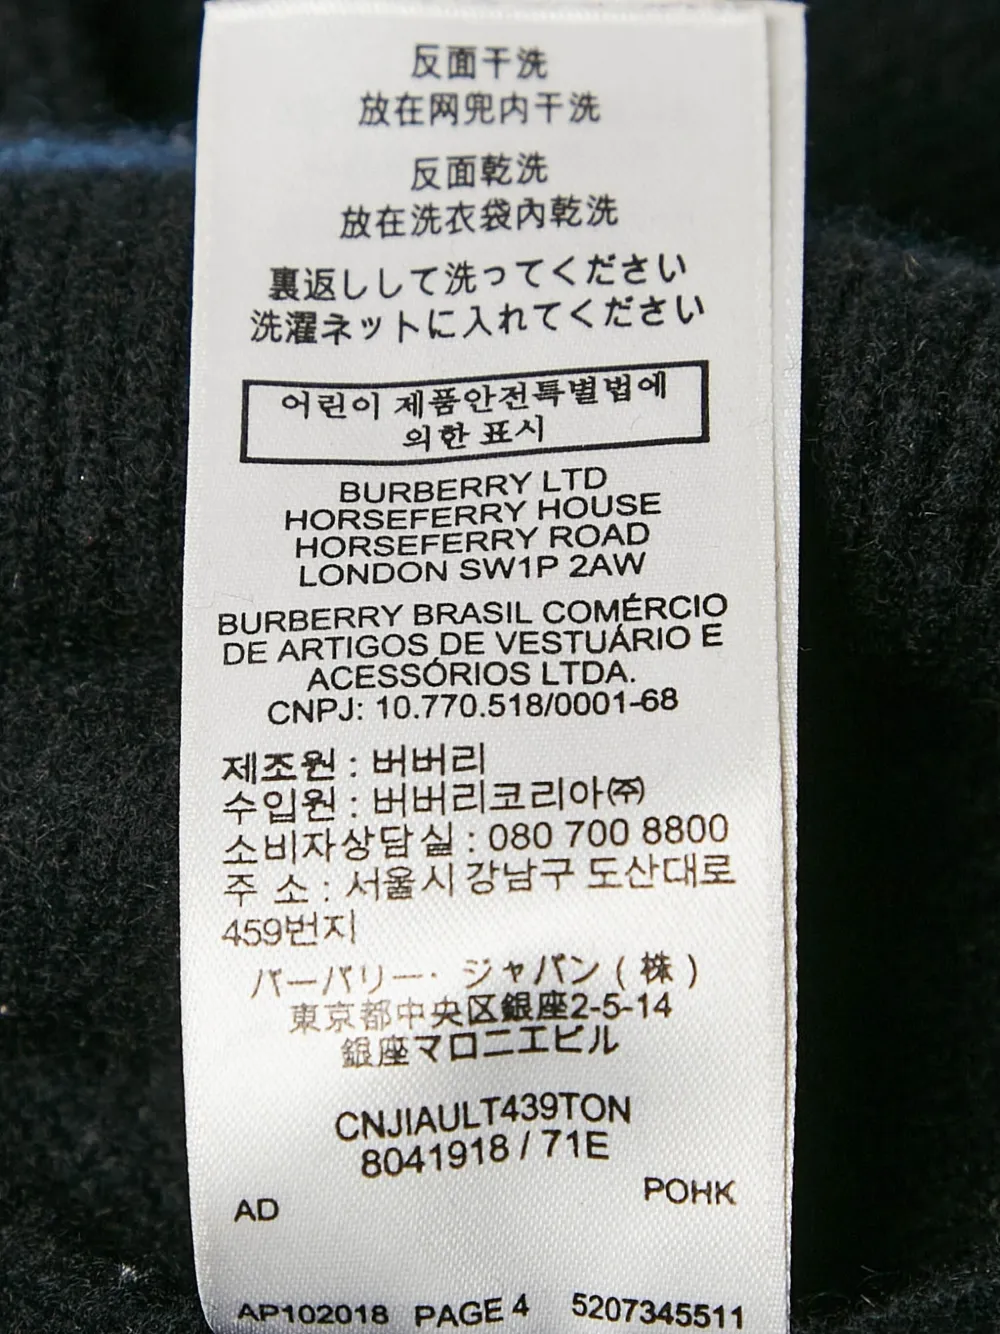 反面干洗
放在网兜内干洗
反面乾洗
放在洗衣袋內乾洗
裏返しして洗ってください
洗濯ネットに入れてください
어린이 제품안전특별법에
의한 표시
BURBERRY LTD
HORSEFERRY HOUSE
HORSEFERRY ROAD
LONDON SW1P 2AW
BURBERRY BRASIL COMÉRCIO
DE ARTIGOS DE VESTUÁRIO E
ACESSÓRIOS LTDA.
CNPJ: 10.770.518/0001-68
제조원 : 버버리
수입원 : 버버리코리아㈜
소비자상담실 : 080 700 8800
주 소 : 서울시 강남구 도산대로
459번지
バーバリー・ジャパン ( 株 )
東京都中央区銀座2-5-14
銀座マロニエビル
CNJIAULT439TON
8041918 / 71E
AD
POHK
AP102018 PAGE 4 5207345511